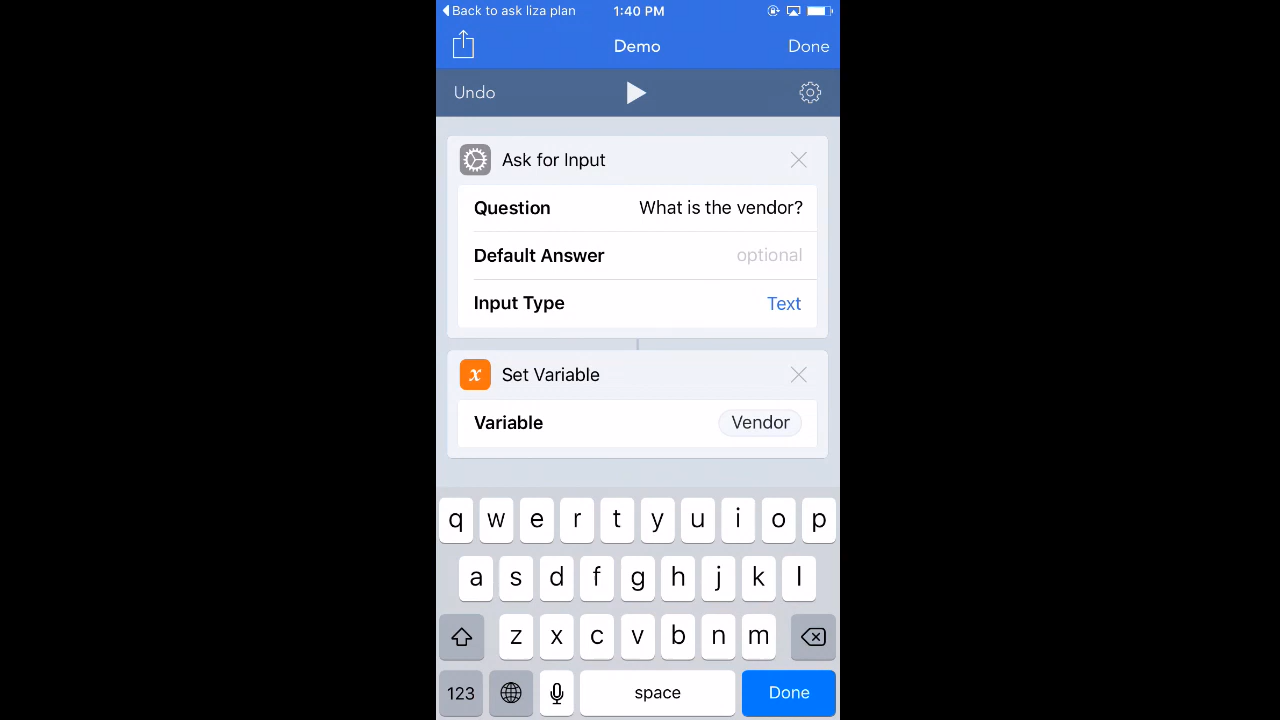 Back to ask liza plan 1:40 PM
Demo Done
Undo
Ask for Input
Question What is the vendor?
Default Answer optional
Input Type Text
x Set Variable
Variable Vendor
q w e r t y u i o p
a s d f g h j k l
z x c v b n m
123 space Done